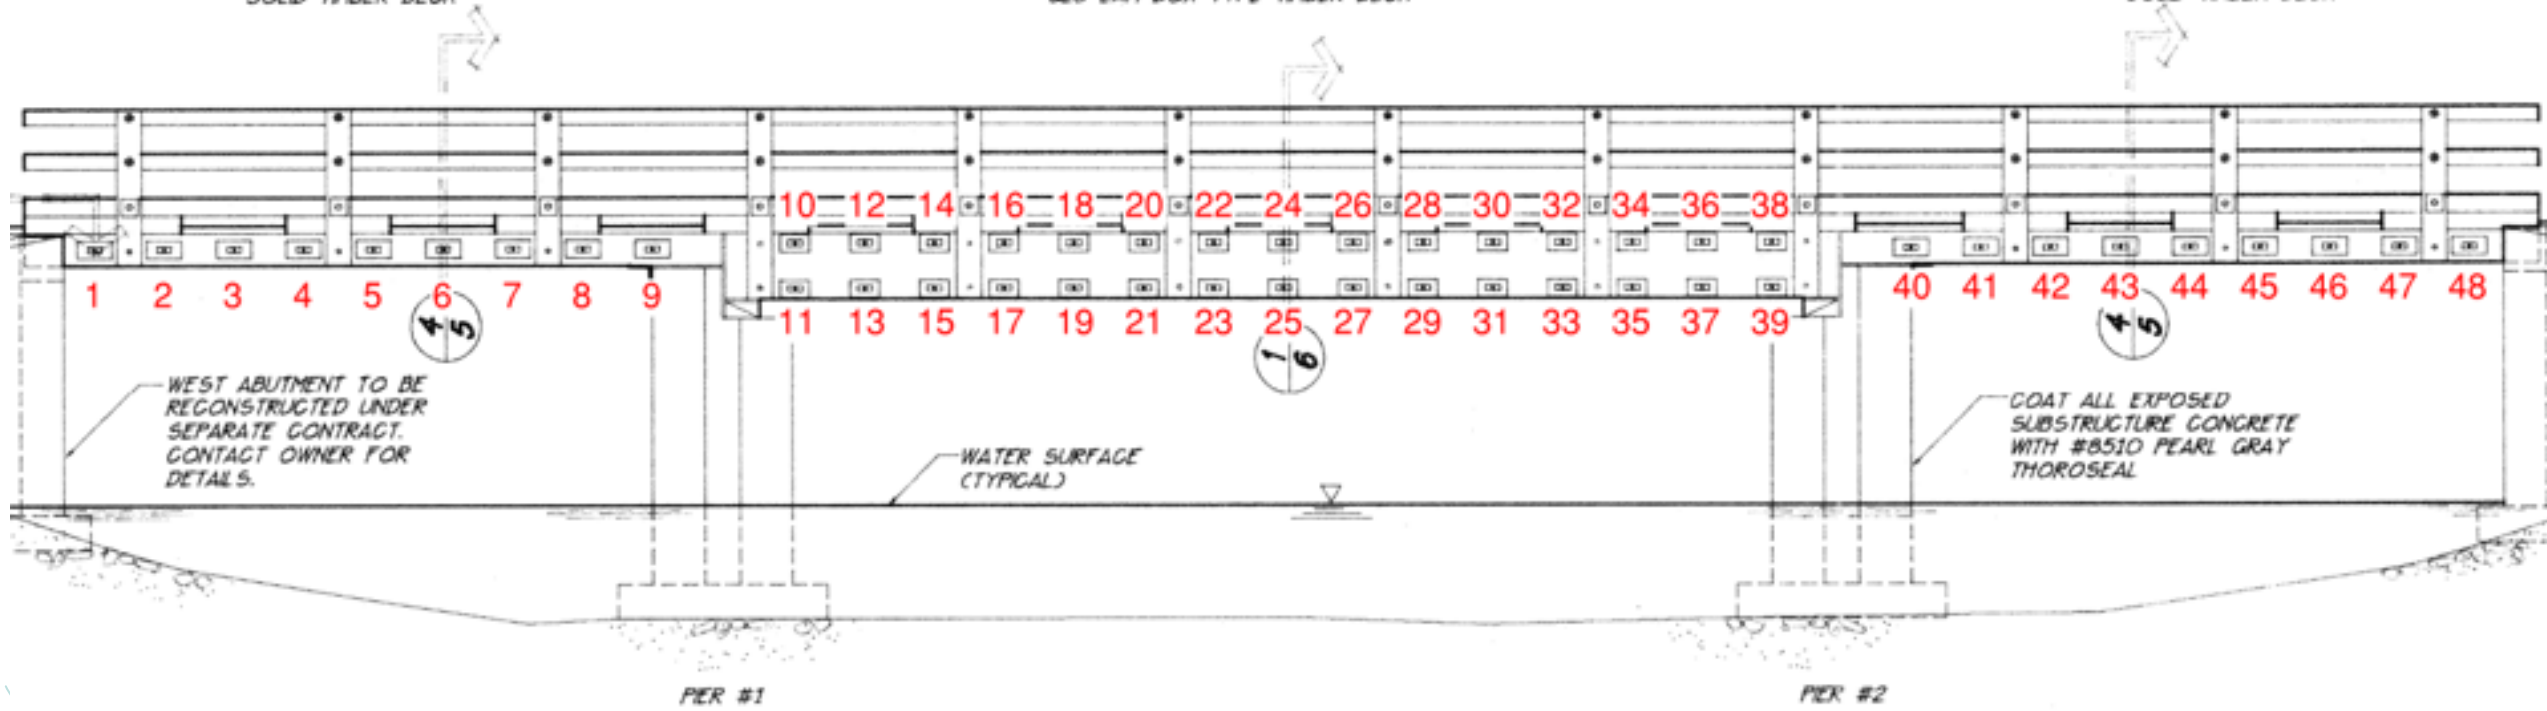 10 12 14 16 18 20 22 24 26 28 30 32 34 36 38
1 2 3 4 5 6 7 8 9
40 41 42 43 44 45 46 47 48
11 13 15 17 19 21 23 25 27 29 31 33 35 37 39
4 5
1 6
4 5
WEST ABUTMENT TO BE
RECONSTRUCTED UNDER
SEPARATE CONTRACT.
CONTACT OWNER FOR
DETAILS.
WATER SURFACE
(TYPICAL)
COAT ALL EXPOSED
SUBSTRUCTURE CONCRETE
WITH #8510 PEARL GRAY
THOROSEAL
PIER #1
PIER #2